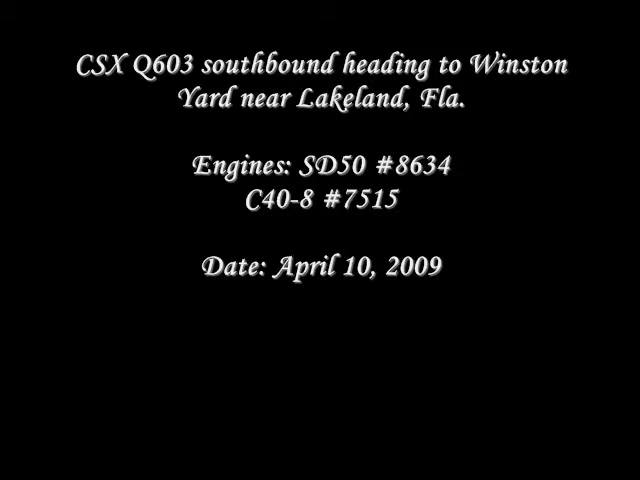 CSX Q603 southbound heading to Winston
Yard near Lakeland, Fla.
Engines: SD50 #8634
C40-8 #7515
Date: April 10, 2009